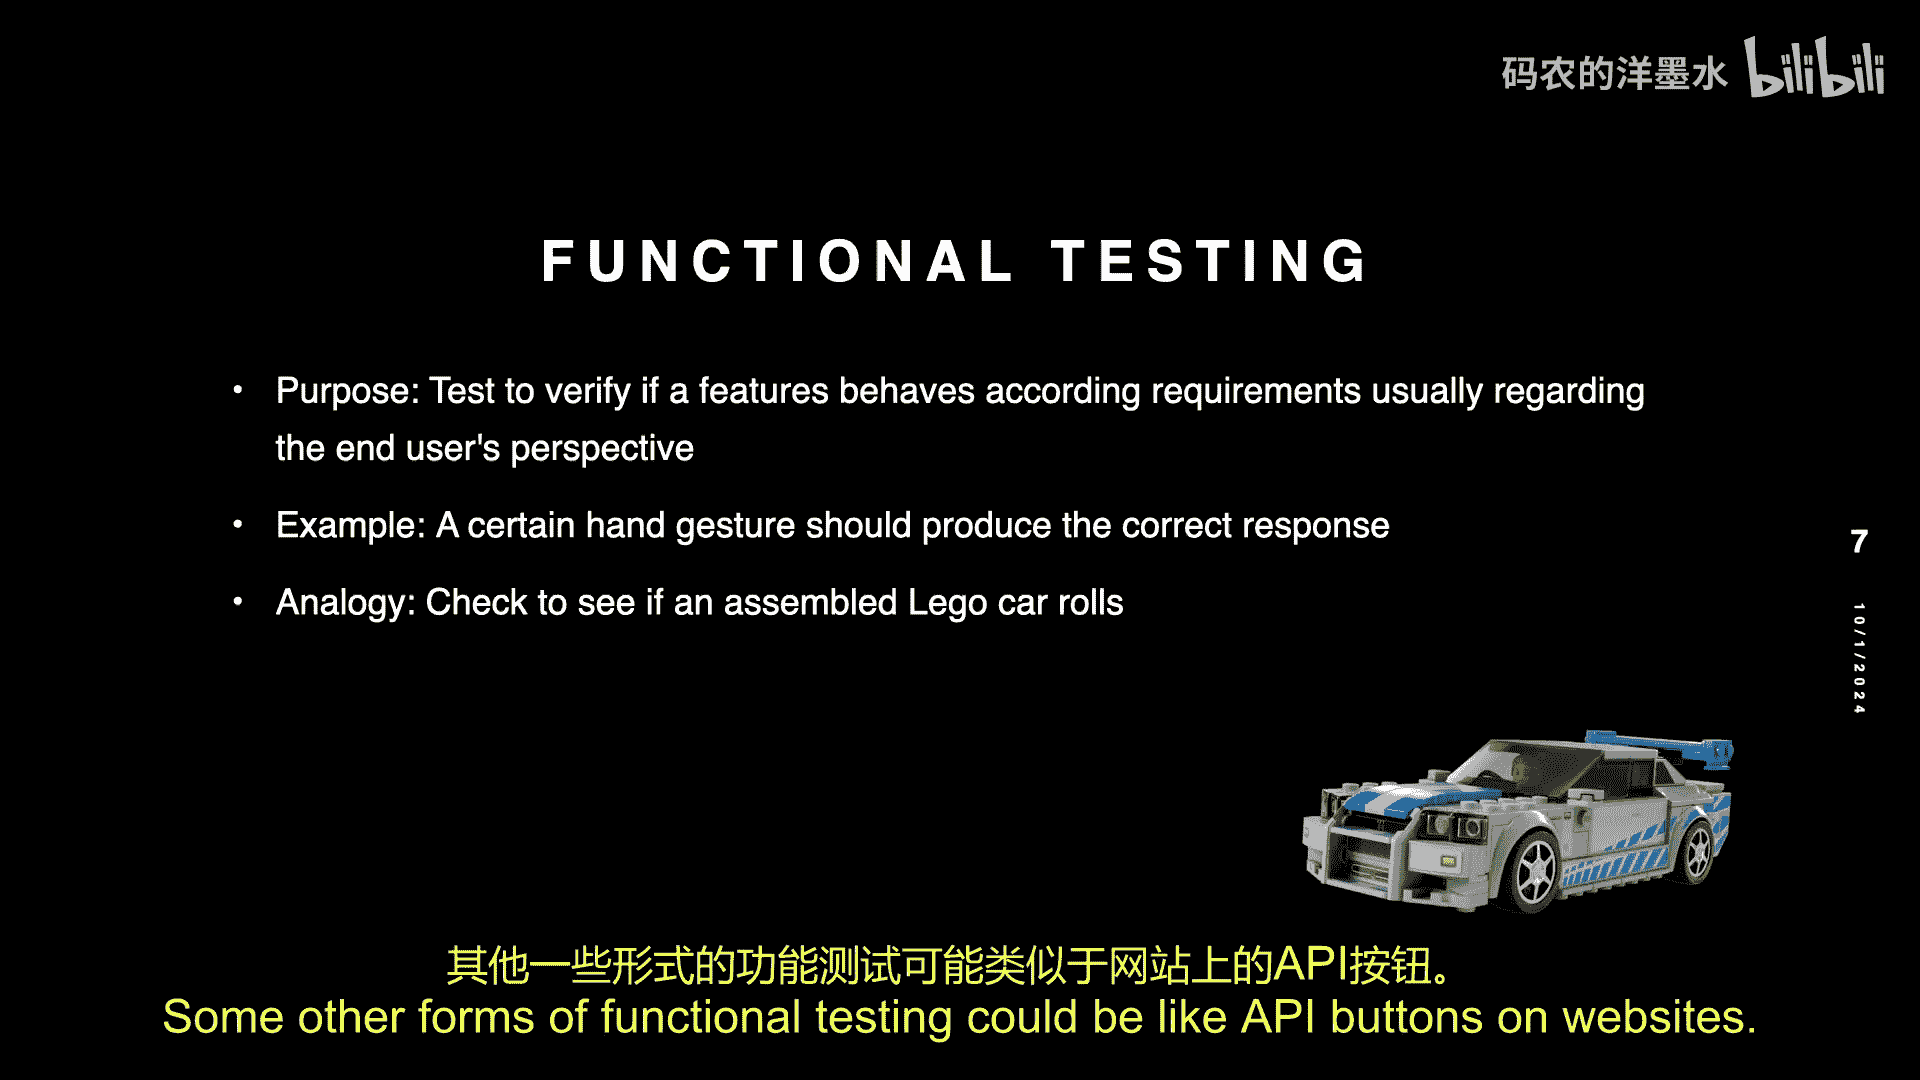 码农的洋墨水 bilibili
FUNCTIONAL TESTING
• Purpose: Test to verify if a features behaves according requirements usually regarding
the end user's perspective
• Example: A certain hand gesture should produce the correct response
• Analogy: Check to see if an assembled Lego car rolls
7
10/1/2024
其他一些形式的功能测试可能类似于网站上的API按钮。
Some other forms of functional testing could be like API buttons on websites.